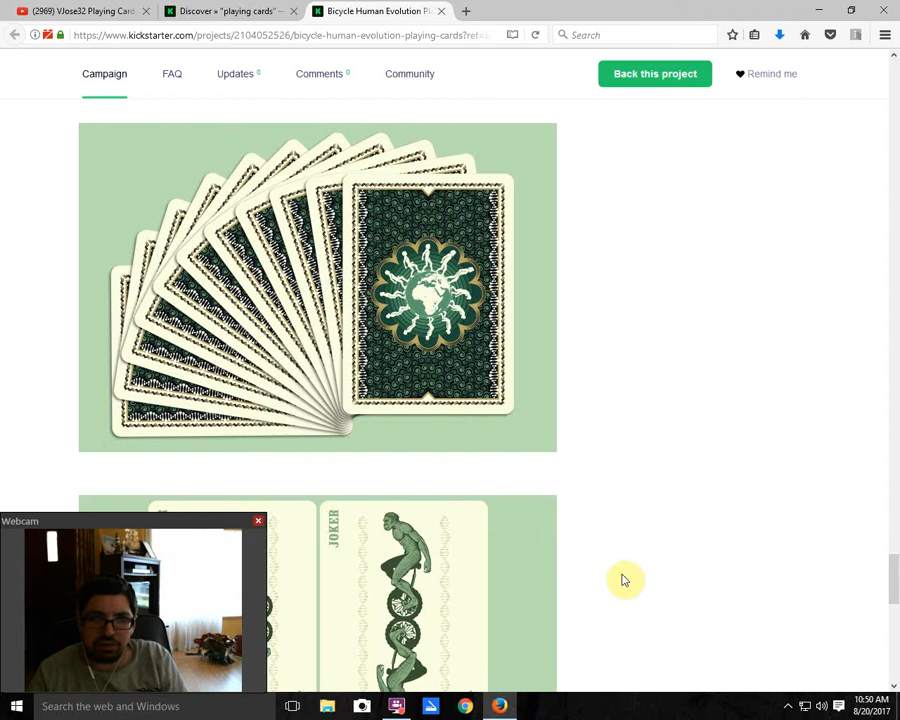 (2969) VJose32 Playing Card
Discover » "playing cards" —
Bicycle Human Evolution Pl
https://www.kickstarter.com/projects/2104052526/bicycle-human-evolution-playing-cards?ref=c
Search
Campaign
FAQ
Updates 0
Comments 0
Community
Back this project
Remind me
JOKER
Webcam
Search the web and Windows
10:50 AM
8/20/2017